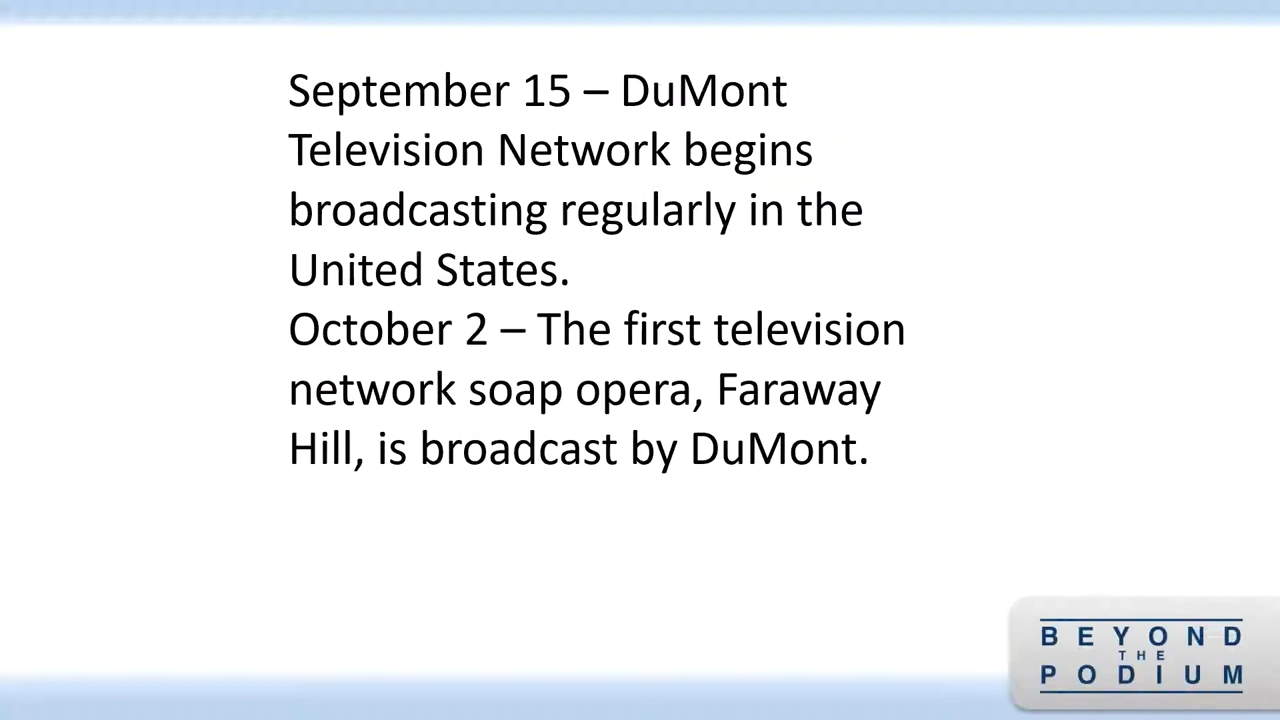 September 15 – DuMont
Television Network begins
broadcasting regularly in the
United States.
October 2 – The first television
network soap opera, Faraway
Hill, is broadcast by DuMont.
BEYOND
THE
PODIUM